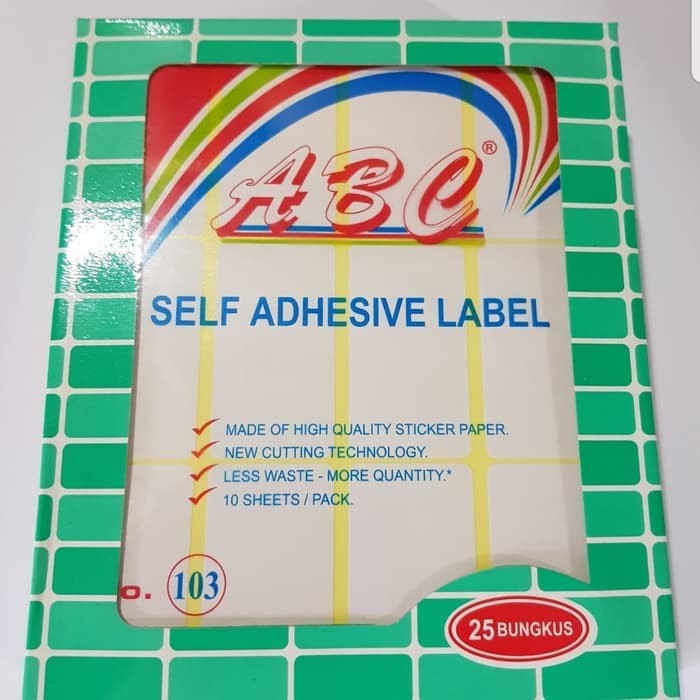 ABC®
SELF ADHESIVE LABEL
MADE OF HIGH QUALITY STICKER PAPER.
NEW CUTTING TECHNOLOGY.
LESS WASTE - MORE QUANTITY.*
10 SHEETS / PACK.
o. 103
25 BUNGKUS